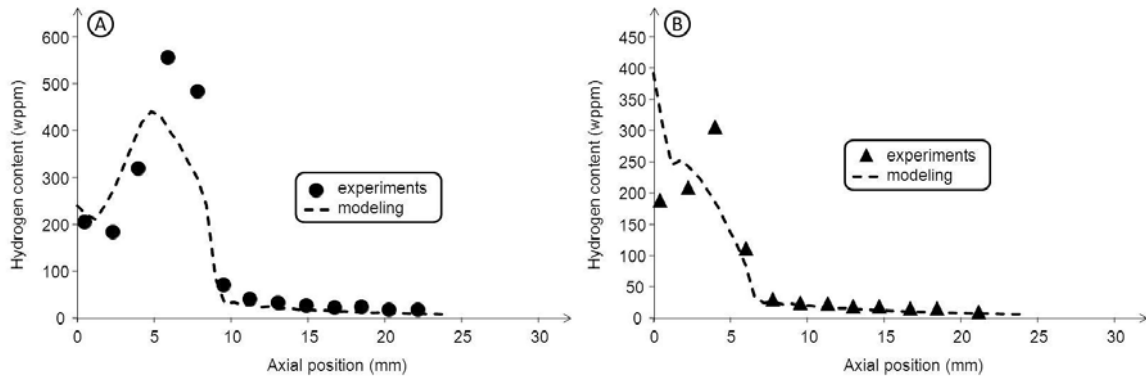 A
600
500
400
300
200
100
0
0 5 10 15 20 25 30
Hydrogen content (wppm)
Axial position (mm)
experiments
modeling
B
450
400
350
300
250
200
150
100
50
0
0 5 10 15 20 25 30
Hydrogen content (wppm)
Axial position (mm)
experiments
modeling